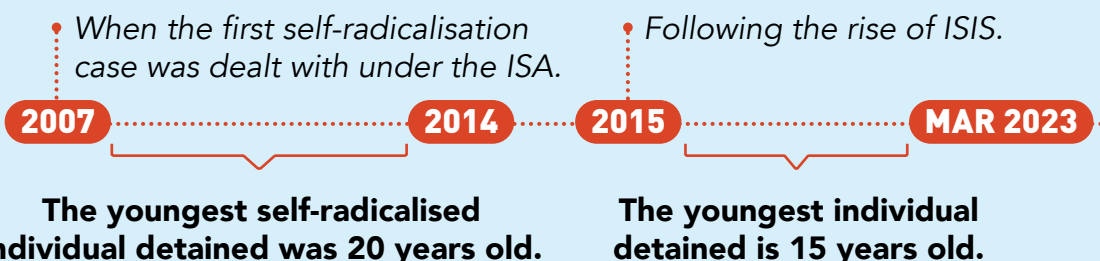 When the first self-radicalisation
case was dealt with under the ISA.
Following the rise of ISIS.
2007
2014
2015
MAR 2023
The youngest self-radicalised
ndividual detained was 20 years old.
The youngest individual
detained is 15 years old.